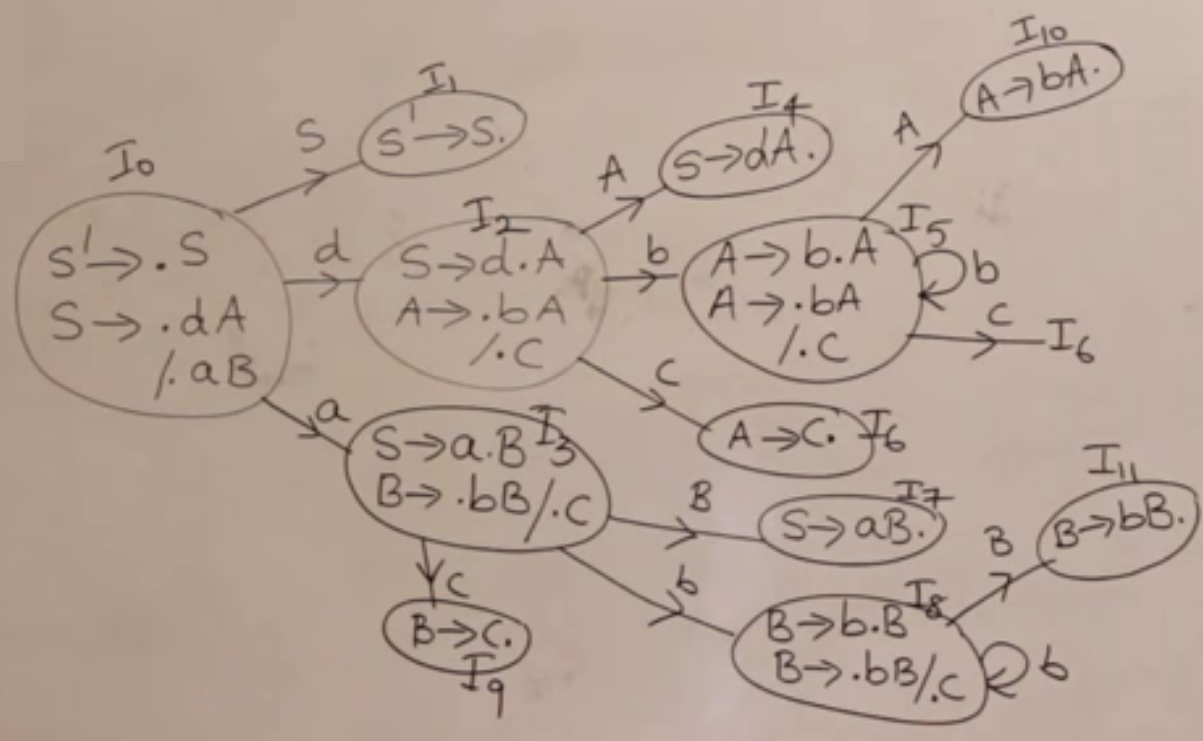 I₀
S' → .S
S → .dA
/.aB
S
I₁
S' → S.
d
I₂
S → d.A
A → .bA
/.C
A
I₄
S → dA.
b
I₅
A → b.A
A → .bA
/.C
A
I₁₀
A → bA.
b
C
I₆
C
A → C.
I₆
a
I₃
S → a.B
B → .bB/.C
B
I₇
S → aB.
b
I₈
B → b.B
B → .bB/.C
B
I₁₁
B → bB.
b
C
B → C.
I₉